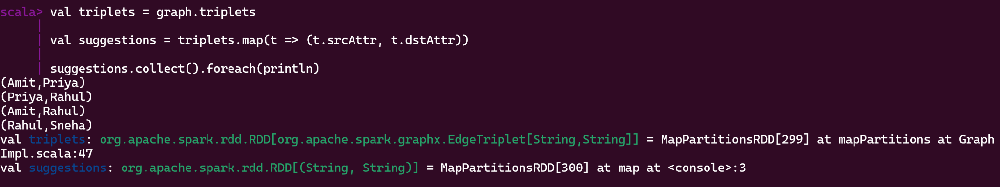 scala> val triplets = graph.triplets
|
| val suggestions = triplets.map(t => (t.srcAttr, t.dstAttr))
|
| suggestions.collect().foreach(println)
(Amit,Priya)
(Priya,Rahul)
(Amit,Rahul)
(Rahul,Sneha)
val triplets: org.apache.spark.rdd.RDD[org.apache.spark.graphx.EdgeTriplet[String,String]] = MapPartitionsRDD[299] at mapPartitions at Graph
Impl.scala:47
val suggestions: org.apache.spark.rdd.RDD[(String, String)] = MapPartitionsRDD[300] at map at <console>:3